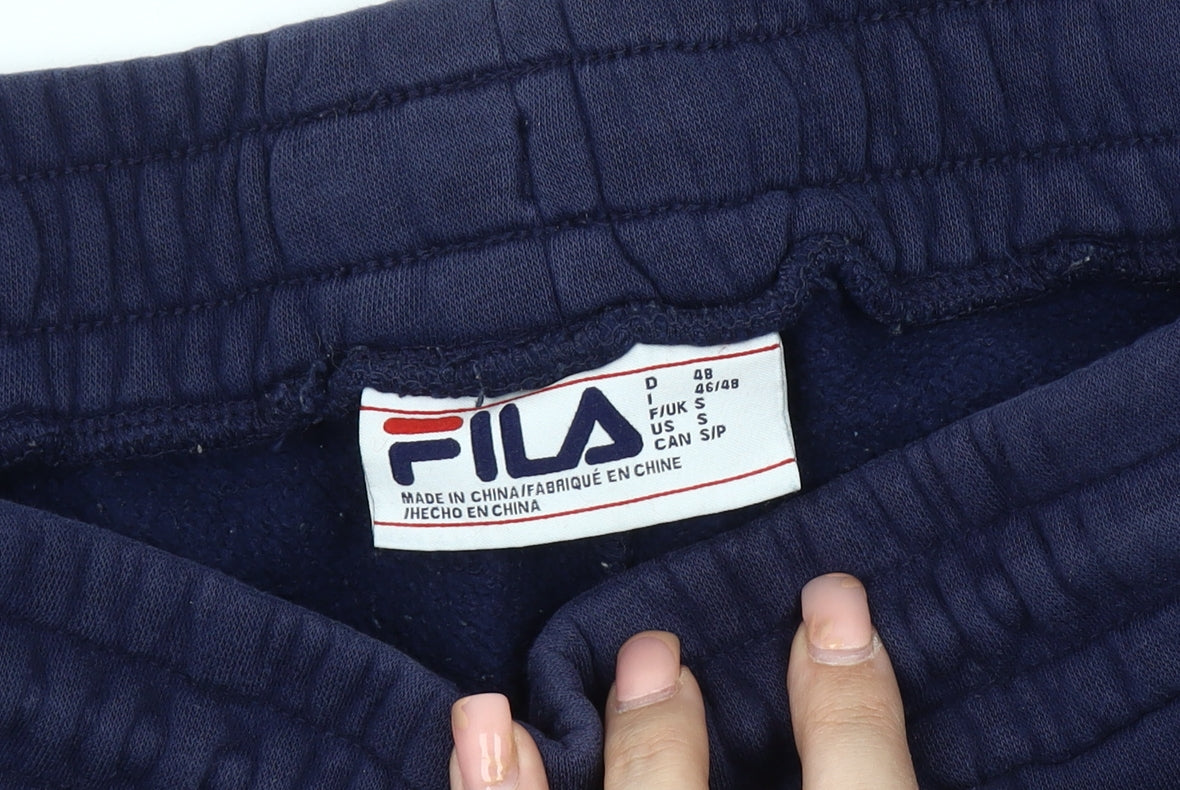 FILA
D 48
I 46/48
F/UK S
US S
CAN S/P
MADE IN CHINA/FABRIQUÉ EN CHINE
/HECHO EN CHINA